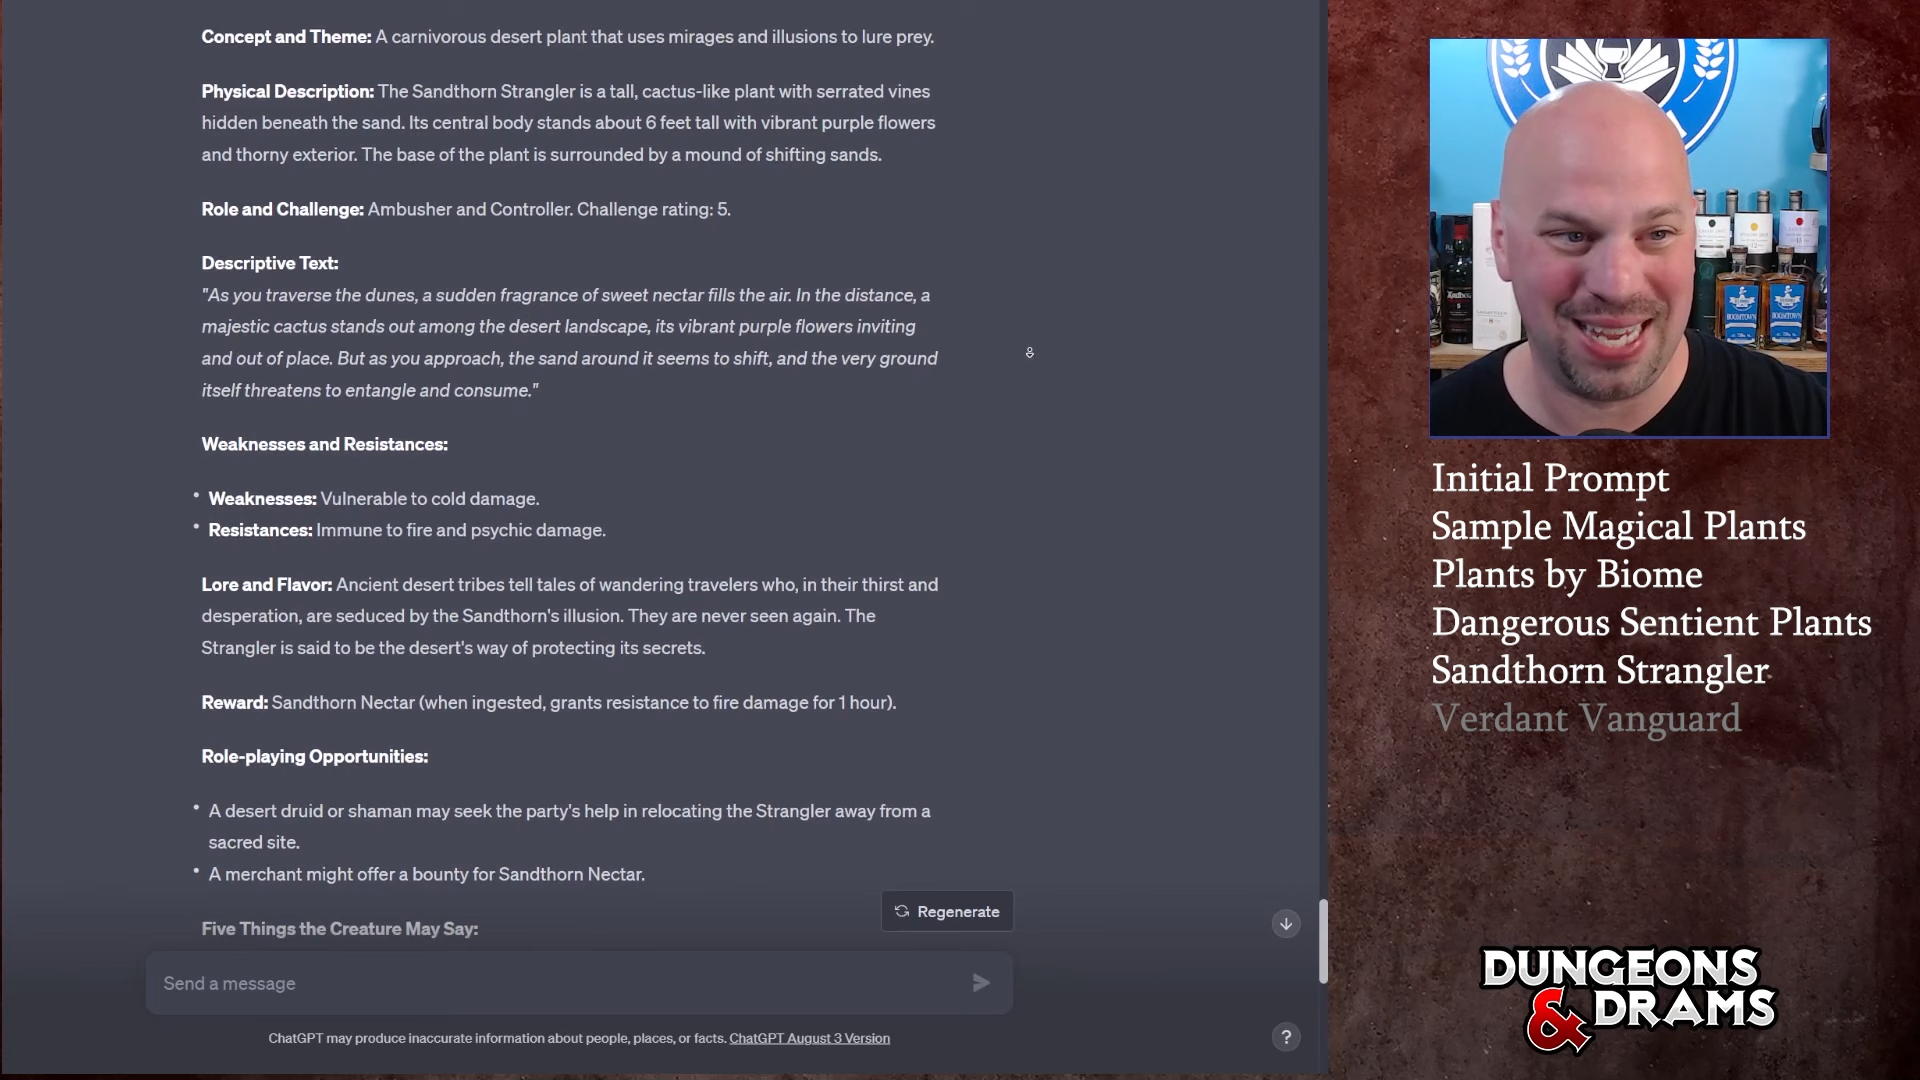 Concept and Theme: A carnivorous desert plant that uses mirages and illusions to lure prey.
Physical Description: The Sandthorn Strangler is a tall, cactus-like plant with serrated vines
hidden beneath the sand. Its central body stands about 6 feet tall with vibrant purple flowers
and thorny exterior. The base of the plant is surrounded by a mound of shifting sands.
Role and Challenge: Ambusher and Controller. Challenge rating: 5.
Descriptive Text:
"As you traverse the dunes, a sudden fragrance of sweet nectar fills the air. In the distance, a
majestic cactus stands out among the desert landscape, its vibrant purple flowers inviting
and out of place. But as you approach, the sand around it seems to shift, and the very ground
itself threatens to entangle and consume."
Weaknesses and Resistances:
• Weaknesses: Vulnerable to cold damage.
• Resistances: Immune to fire and psychic damage.
Lore and Flavor: Ancient desert tribes tell tales of wandering travelers who, in their thirst and
desperation, are seduced by the Sandthorn's illusion. They are never seen again. The
Strangler is said to be the desert's way of protecting its secrets.
Reward: Sandthorn Nectar (when ingested, grants resistance to fire damage for 1 hour).
Role-playing Opportunities:
• A desert druid or shaman may seek the party's help in relocating the Strangler away from a
sacred site.
• A merchant might offer a bounty for Sandthorn Nectar.
Regenerate
Five Things the Creature May Say:
Send a message
ChatGPT may produce inaccurate information about people, places, or facts. ChatGPT August 3 Version
?
BOOMTOWN
BOOMTOWN
Initial Prompt
Sample Magical Plants
Plants by Biome
Dangerous Sentient Plants
Sandthorn Strangler
Verdant Vanguard
DUNGEONS
& DRAMS